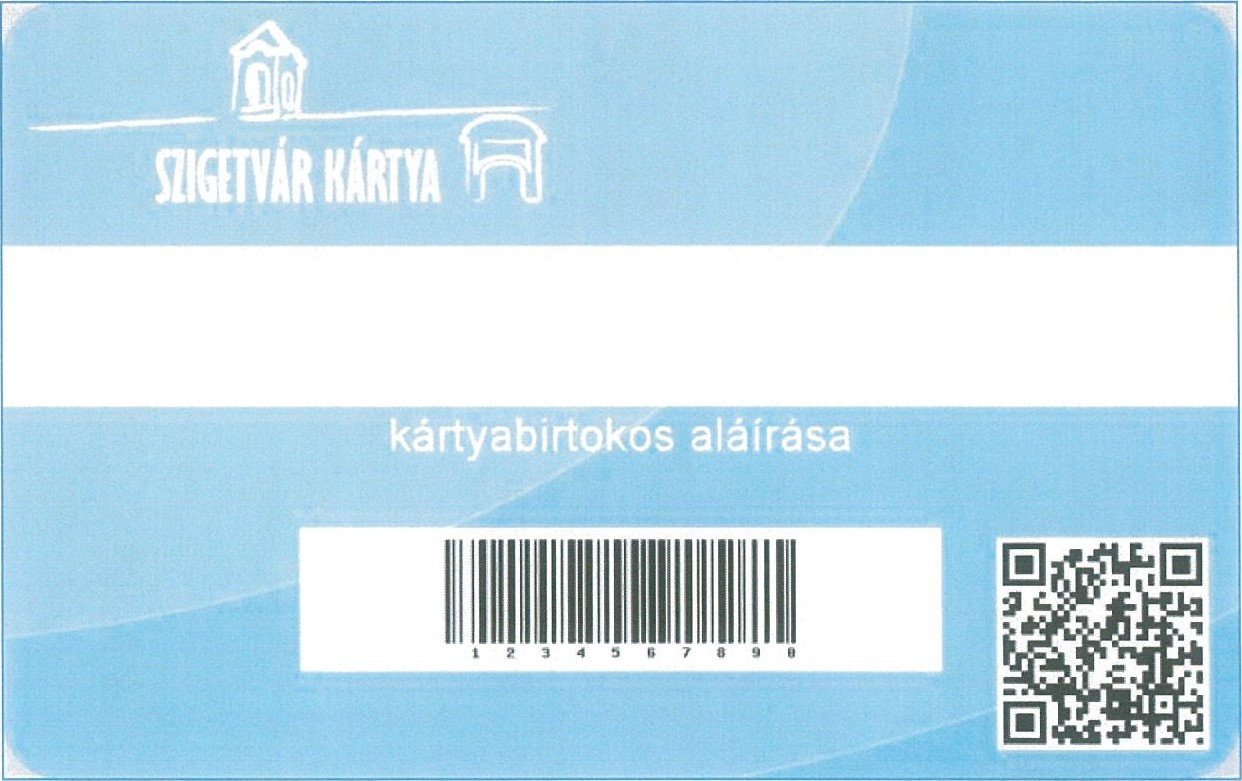 SZIGETVÁR KÁRTYA
kártyabirtokos aláírása
1 2 3 4 5 6 7 8 9 0